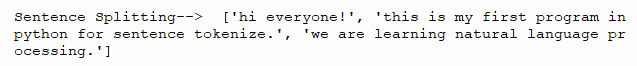 Sentence Splitting-->  ['hi everyone!', 'this is my first program in
python for sentence tokenize.', 'we are learning natural language pr
ocessing.']